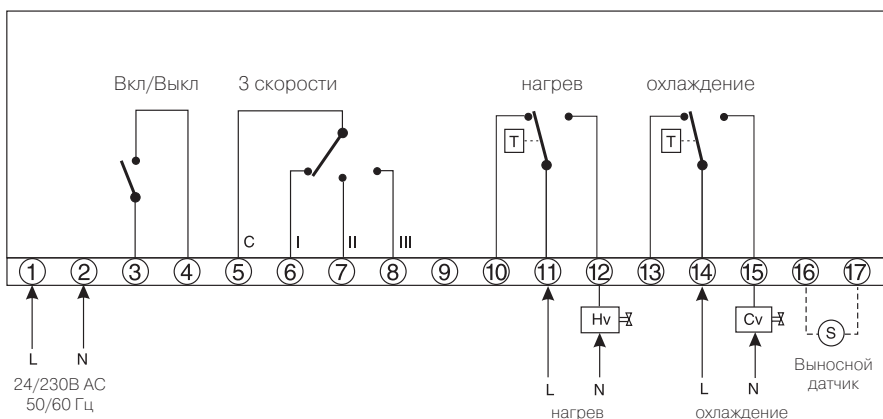 Вкл/Выкл 3 скорости нагрев охлаждение
T T
C I II III
1 2 3 4 5 6 7 8 9 10 11 12 13 14 15 16 17
Hv Cv S
L N L N L N
24/230В AC
50/60 Гц
Выносной
датчик
нагрев охлаждение